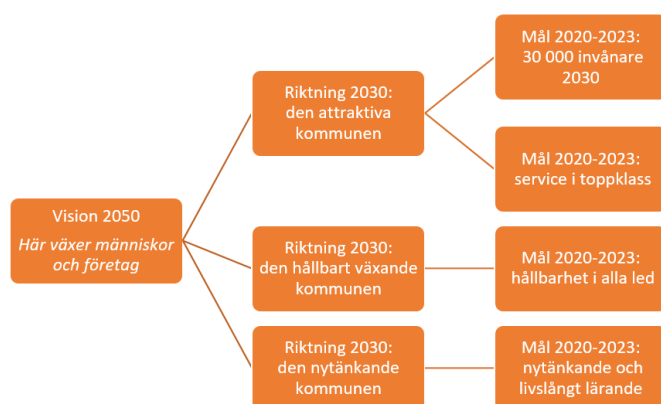 Vision 2050
Här växer människor
och företag
Riktning 2030:
den attraktiva
kommunen
Mål 2020-2023:
30 000 invånare
2030
Mål 2020-2023:
service i toppklass
Riktning 2030:
den hållbart växande
kommunen
Mål 2020-2023:
hållbarhet i alla led
Riktning 2030:
den nytänkande
kommunen
Mål 2020-2023:
nytänkande och
livslångt lärande